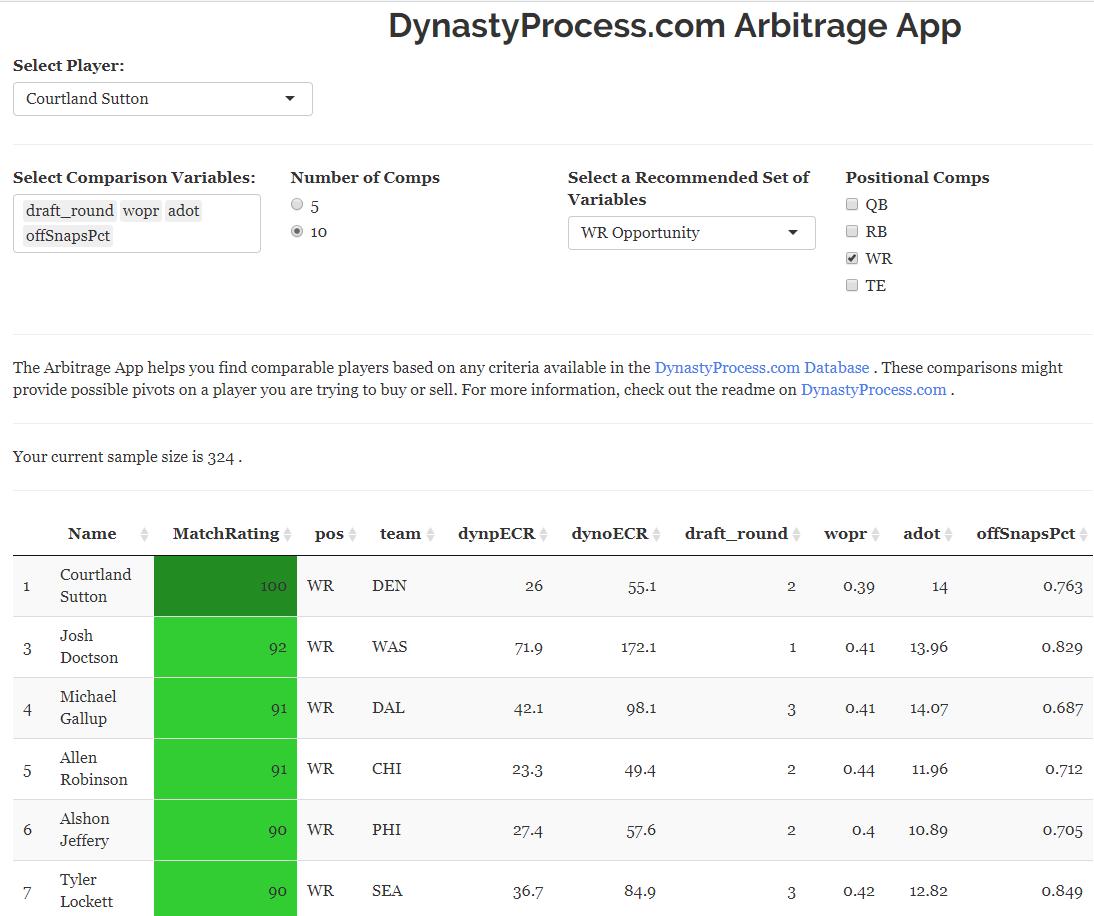 DynastyProcess.com Arbitrage App
Select Player:
Courtland Sutton
Select Comparison Variables:
draft_round wopr adot
offSnapsPct
Number of Comps
5
10
Select a Recommended Set of
Variables
WR Opportunity
Positional Comps
QB
RB
WR
TE
The Arbitrage App helps you find comparable players based on any criteria available in the DynastyProcess.com Database . These comparisons might
provide possible pivots on a player you are trying to buy or sell. For more information, check out the readme on DynastyProcess.com .
Your current sample size is 324 .
Name MatchRating pos team dynpECR dynoECR draft_round wopr adot offSnapsPct
1 Courtland Sutton 100 WR DEN 26 55.1 2 0.39 14 0.763
3 Josh Doctson 92 WR WAS 71.9 172.1 1 0.41 13.96 0.829
4 Michael Gallup 91 WR DAL 42.1 98.1 3 0.41 14.07 0.687
5 Allen Robinson 91 WR CHI 23.3 49.4 2 0.44 11.96 0.712
6 Alshon Jeffery 90 WR PHI 27.4 57.6 2 0.4 10.89 0.705
7 Tyler Lockett 90 WR SEA 36.7 84.9 3 0.42 12.82 0.849